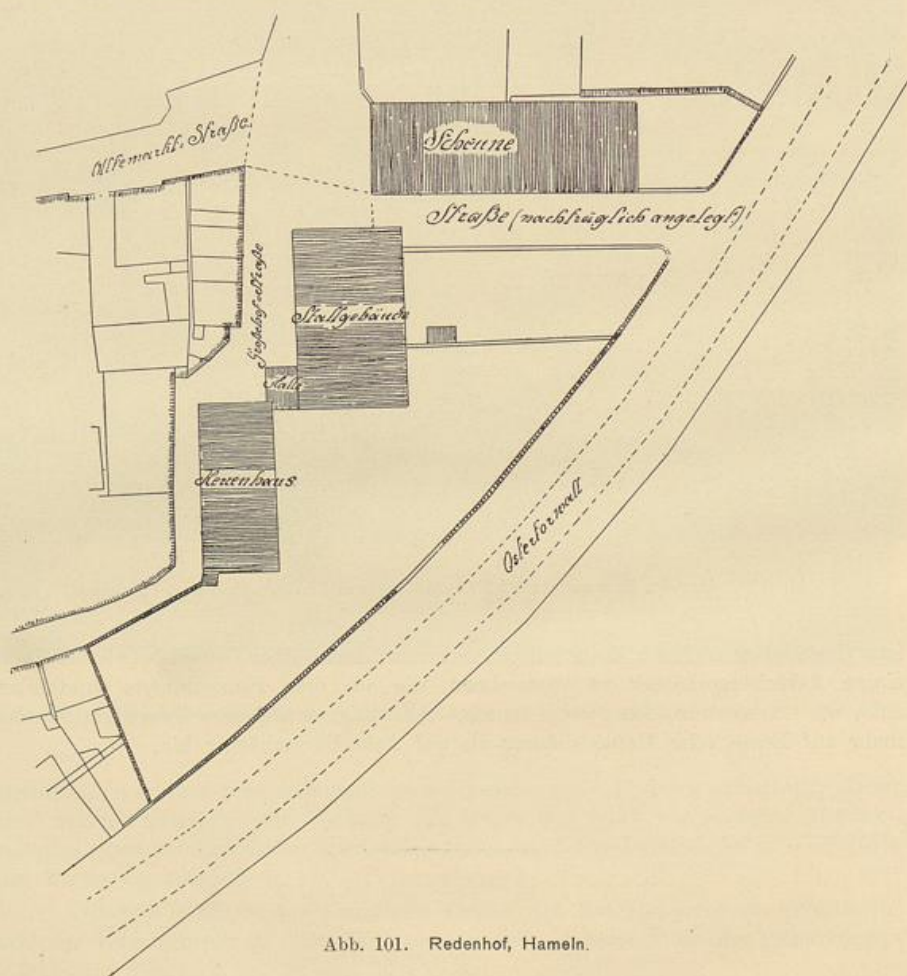 Altemarkt-Straße.
Scheune
Straße (nachträglich angelegt)
Großehof-straße
Stallgebäude
Halle
Herrenhaus.
Ostertorwall
Abb. 101. Redenhof, Hameln.